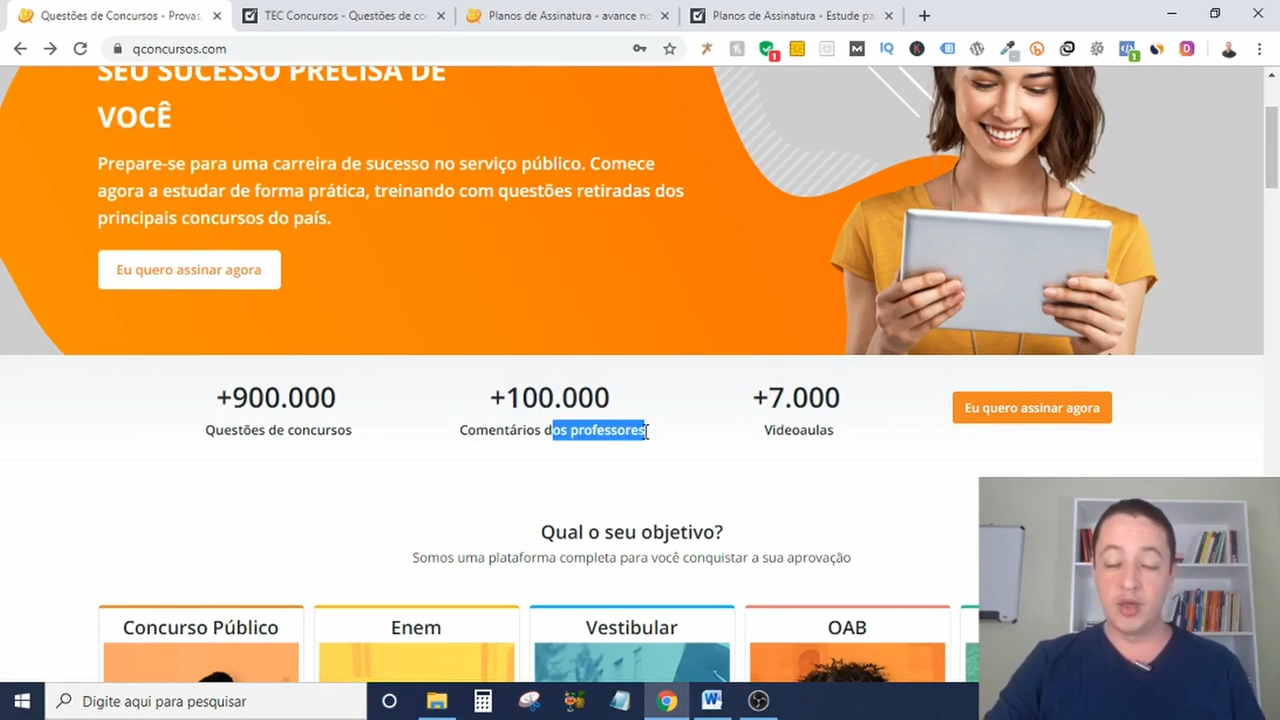 Questões de Concursos - Provas
TEC Concursos - Questões de co
Planos de Assinatura - avance no
Planos de Assinatura - Estude pa
qconcursos.com
SEU SUCESSO PRECISA DE
VOCÊ
Prepare-se para uma carreira de sucesso no serviço público. Comece
agora a estudar de forma prática, treinando com questões retiradas dos
principais concursos do país.
Eu quero assinar agora
+900.000
Questões de concursos
+100.000
Comentários dos professores
+7.000
Videoaulas
Eu quero assinar agora
Qual o seu objetivo?
Somos uma plataforma completa para você conquistar a sua aprovação
Concurso Público
Enem
Vestibular
OAB
Digite aqui para pesquisar